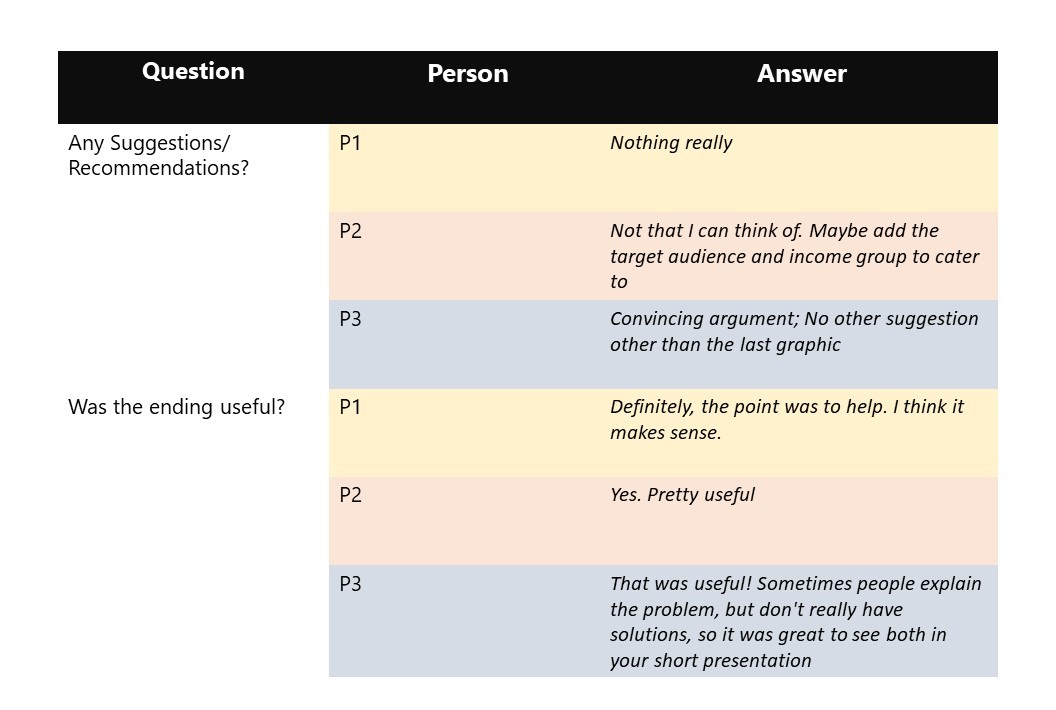 Question Person Answer
Any Suggestions/
Recommendations?
P1
Nothing really
P2
Not that I can think of. Maybe add the
target audience and income group to cater
to
P3
Convincing argument; No other suggestion
other than the last graphic
Was the ending useful?
P1
Definitely, the point was to help. I think it
makes sense.
P2
Yes. Pretty useful
P3
That was useful! Sometimes people explain
the problem, but don't really have
solutions, so it was great to see both in
your short presentation